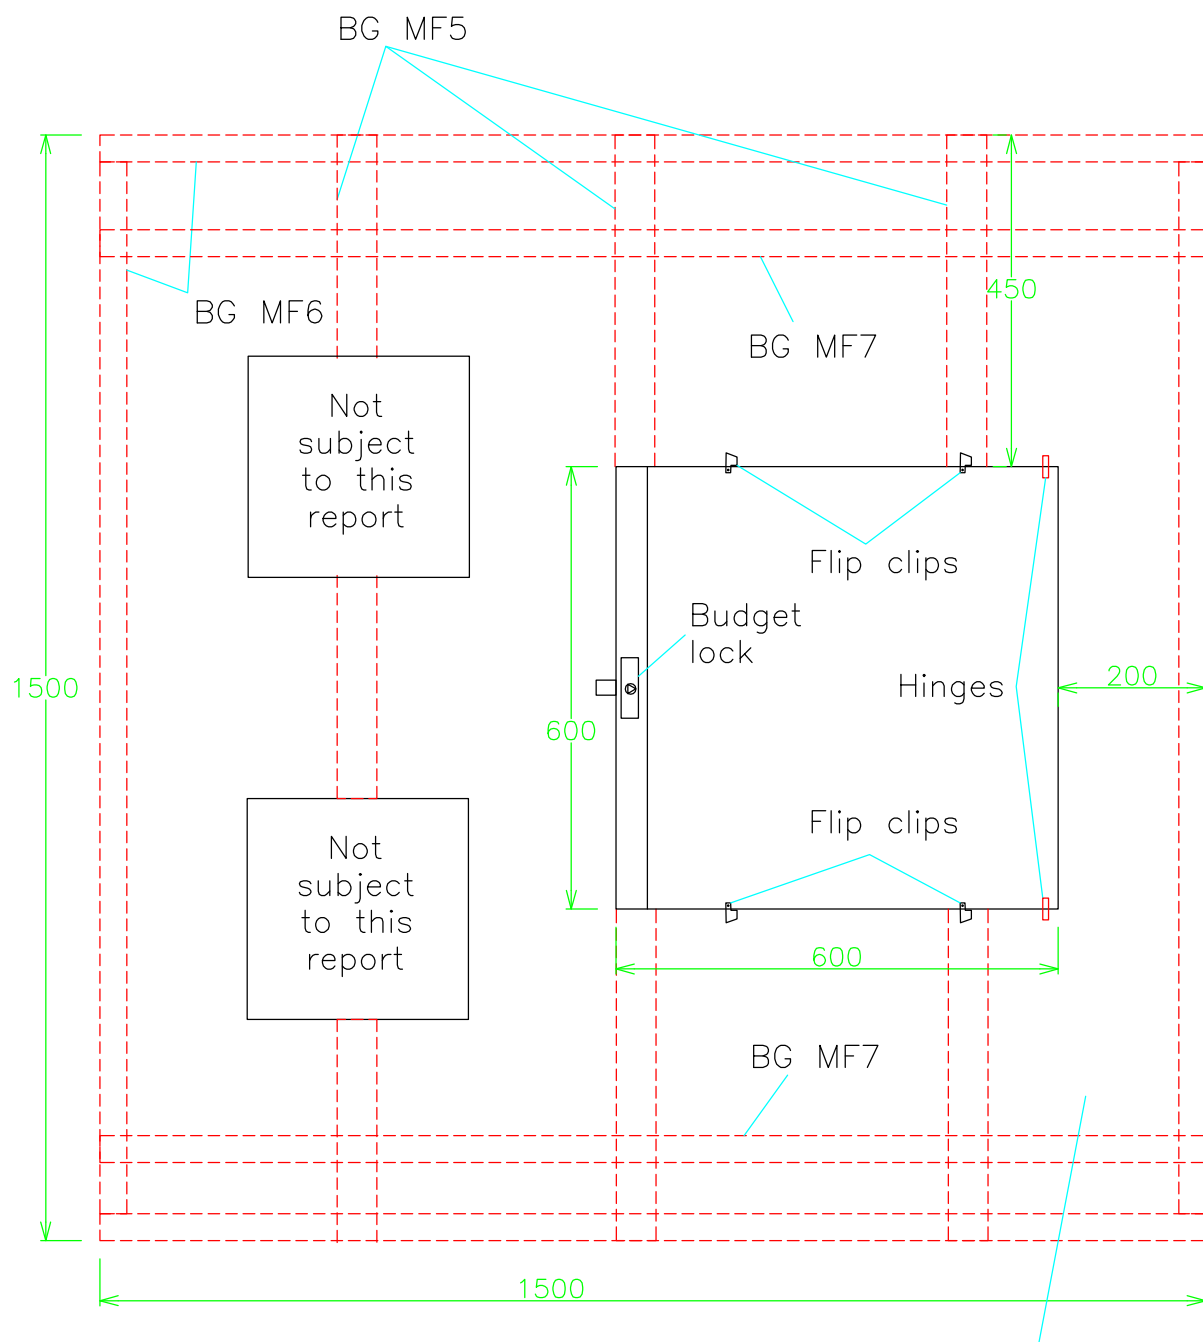 BG MF5
450
BG MF6
BG MF7
Not
subject
to this
report
Flip clips
Budget
lock
Hinges
200
1500
600
Flip clips
Not
subject
to this
report
600
BG MF7
1500